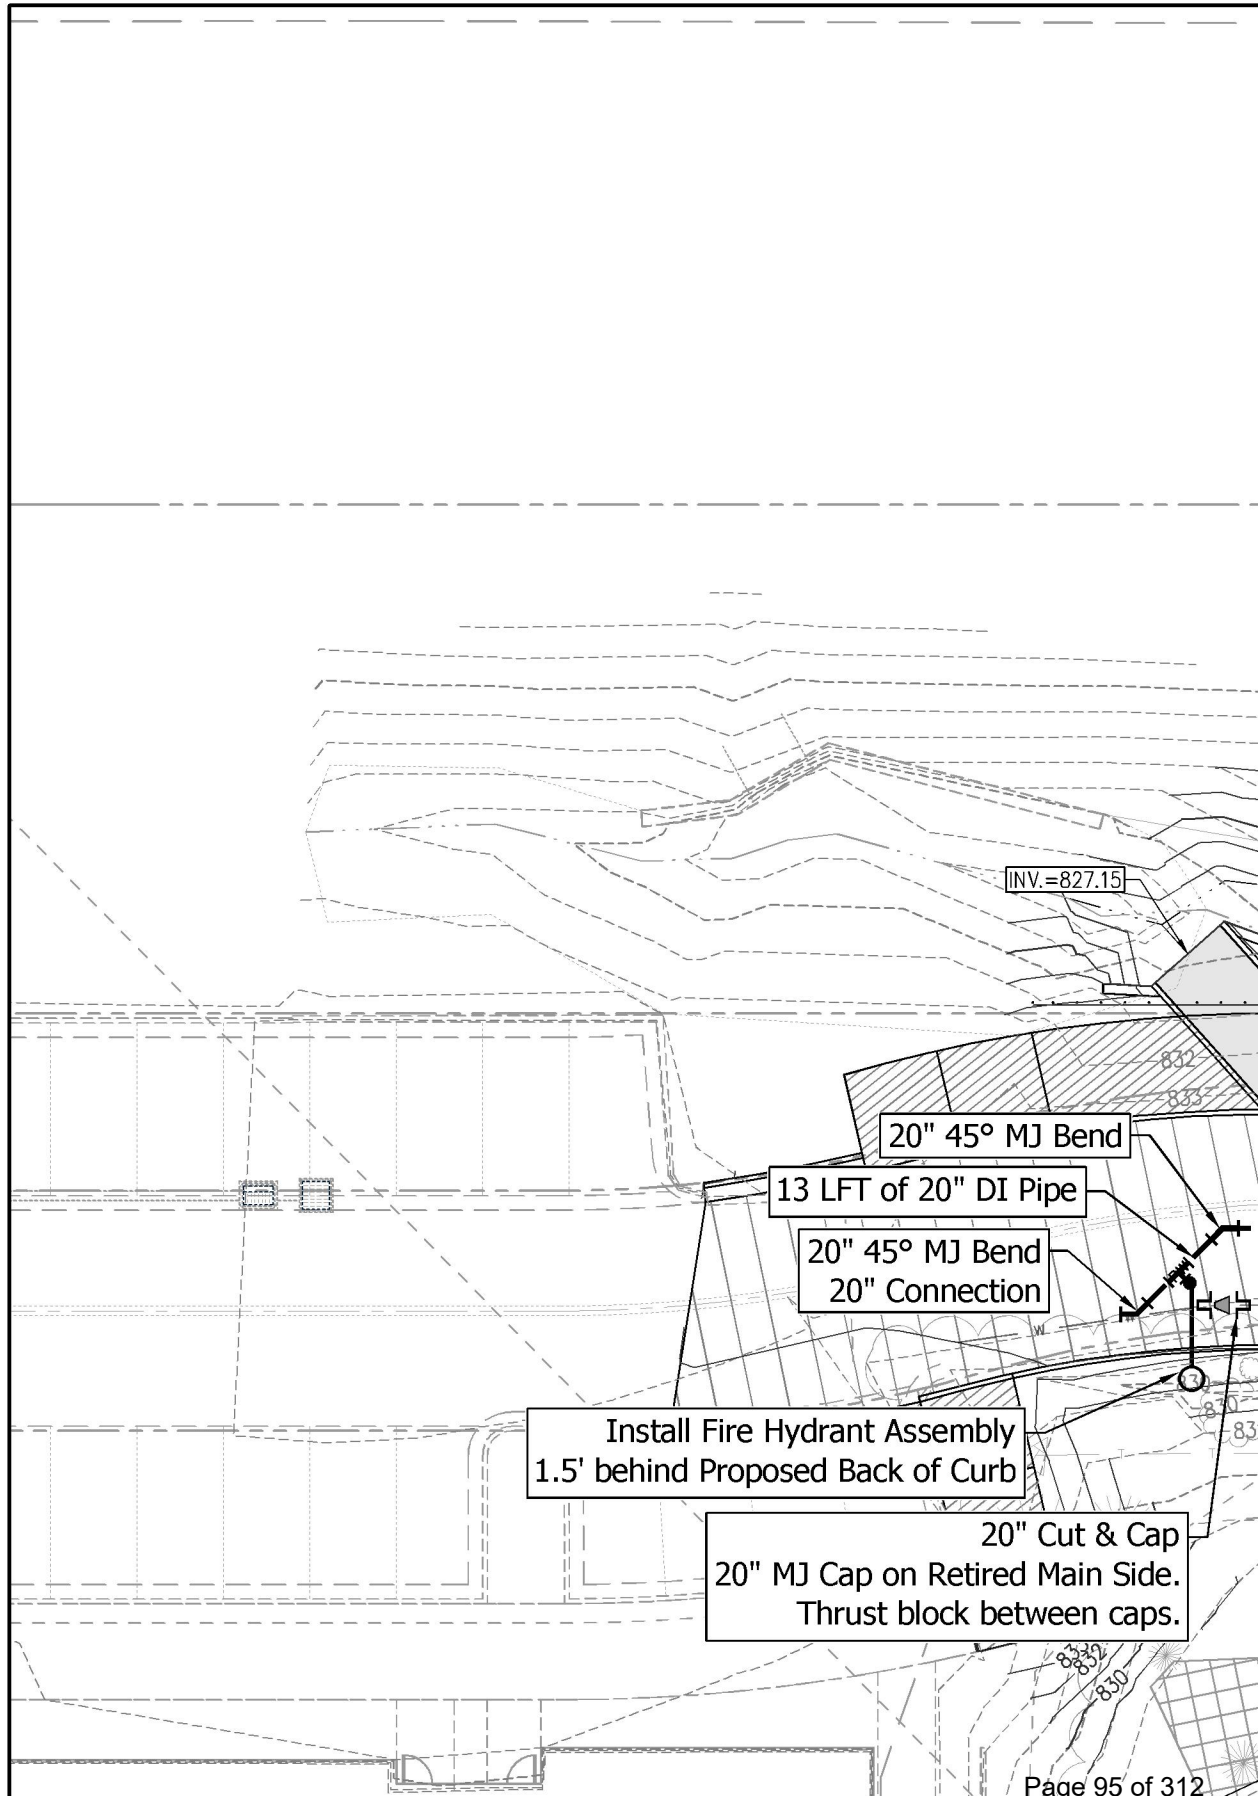 INV.=827.15
832
833
20" 45° MJ Bend
13 LFT of 20" DI Pipe
20" 45° MJ Bend
20" Connection
W
830
830
Install Fire Hydrant Assembly
1.5' behind Proposed Back of Curb
20" Cut & Cap
20" MJ Cap on Retired Main Side.
Thrust block between caps.
833
832
830
Page 95 of 312